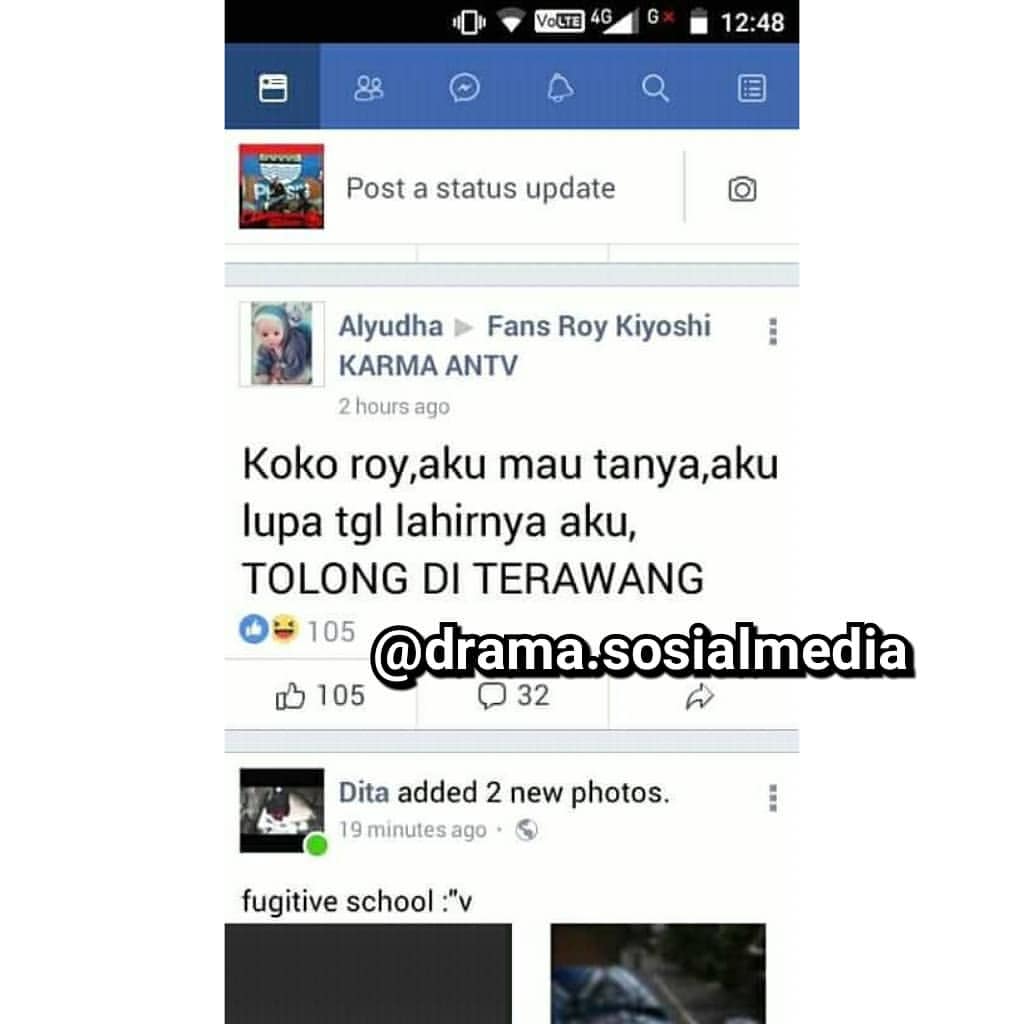 VoLTE 4G G 12:48
Post a status update
Alyudha ▶ Fans Roy Kiyoshi
KARMA ANTV
2 hours ago
Koko roy,aku mau tanya,aku
lupa tgl lahirnya aku,
TOLONG DI TERAWANG
105
@drama.sosialmedia
105 32
Dita added 2 new photos.
19 minutes ago ·
fugitive school :"v